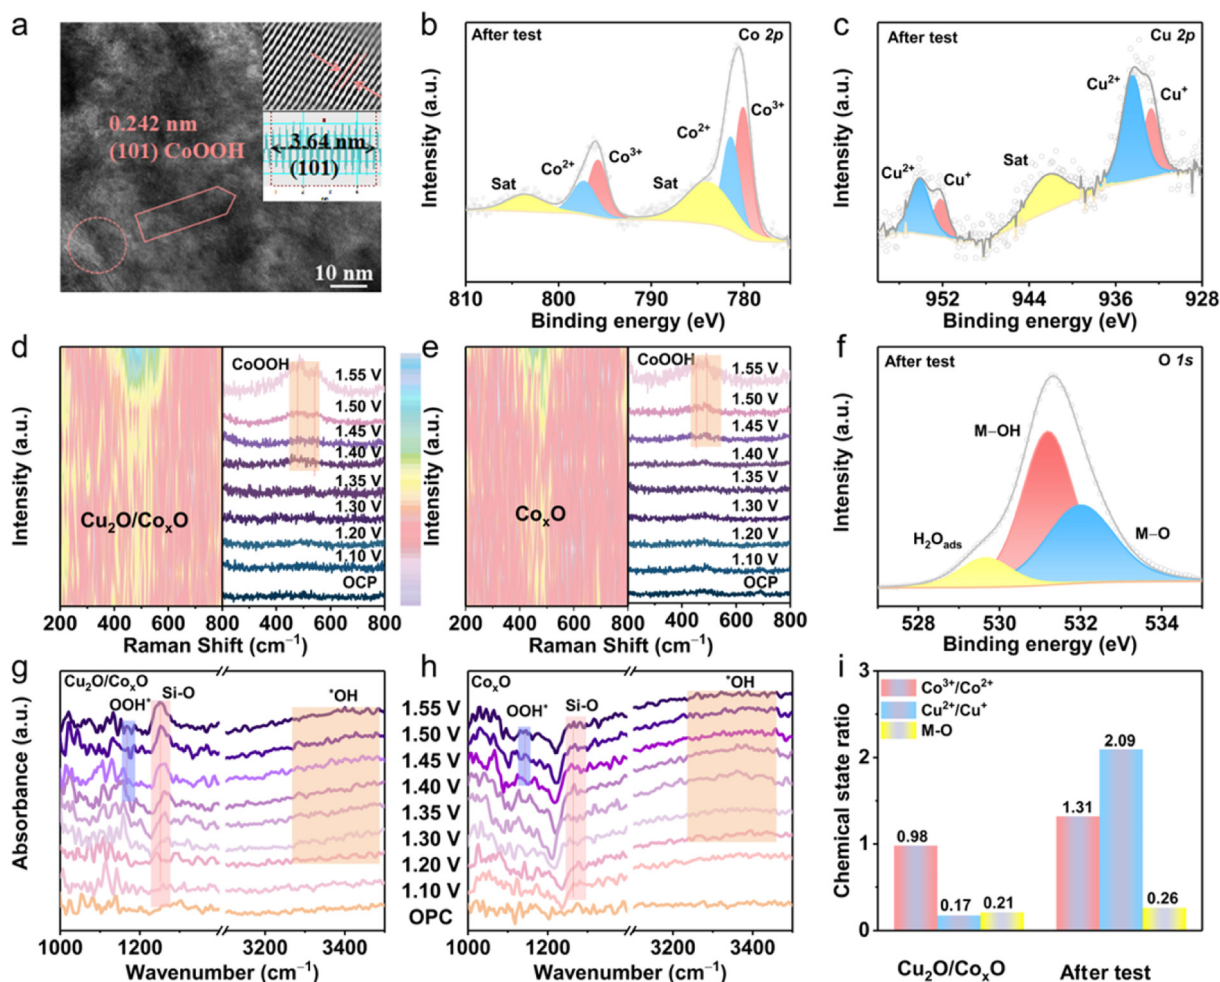 a
0.242 nm
(101) CoOOH
3.64 nm
(101)
10 nm
b
After test
Co 2p
Intensity (a.u.)
Sat
Co²⁺
Co³⁺
Sat
Co²⁺
Co³⁺
810 800 790 780
Binding energy (eV)
c
After test
Cu 2p
Intensity (a.u.)
Cu²⁺
Cu⁺
Sat
Cu²⁺
Cu⁺
952 944 936 928
Binding energy (eV)
d
Intensity (a.u.)
Cu₂O/CoₓO
CoOOH
1.55 V
1.50 V
1.45 V
1.40 V
1.35 V
1.30 V
1.20 V
1.10 V
OCP
200 400 600 800 200 400 600 800
Raman Shift (cm⁻¹)
e
Intensity (a.u.)
CoₓO
CoOOH
1.55 V
1.50 V
1.45 V
1.40 V
1.35 V
1.30 V
1.20 V
1.10 V
OCP
200 400 600 800 200 400 600 800
Raman Shift (cm⁻¹)
f
After test
O 1s
Intensity (a.u.)
H₂Oads
M–OH
M–O
528 530 532 534
Binding energy (eV)
g
Absorbance (a.u.)
Cu₂O/CoₓO
OOH*
Si-O
*OH
1000 1200 3200 3400
Wavenumber (cm⁻¹)
h
CoₓO
OOH*
Si-O
*OH
1.55 V
1.50 V
1.45 V
1.40 V
1.35 V
1.30 V
1.20 V
1.10 V
OPC
1000 1200 3200 3400
Wavenumber (cm⁻¹)
i
Chemical state ratio
3
2
1
0
Co³⁺/Co²⁺
Cu²⁺/Cu⁺
M-O
0.98
0.17
0.21
1.31
2.09
0.26
Cu₂O/CoₓO
After test